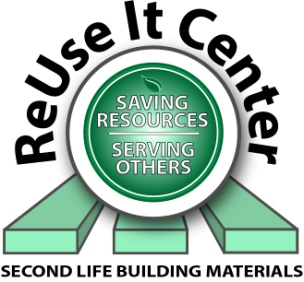 ReUse It Center
SAVING
RESOURCES
SERVING
OTHERS
SECOND LIFE BUILDING MATERIALS